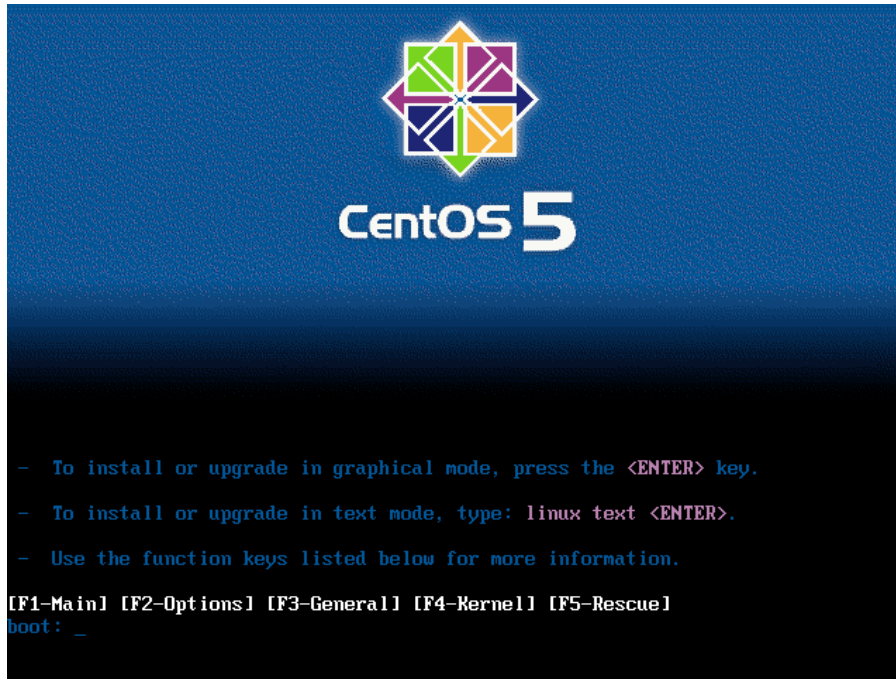 CentOS 5
- To install or upgrade in graphical mode, press the <ENTER> key.
- To install or upgrade in text mode, type: linux text <ENTER>.
- Use the function keys listed below for more information.
[F1-Main] [F2-Options] [F3-General] [F4-Kernel] [F5-Rescue]
boot: _